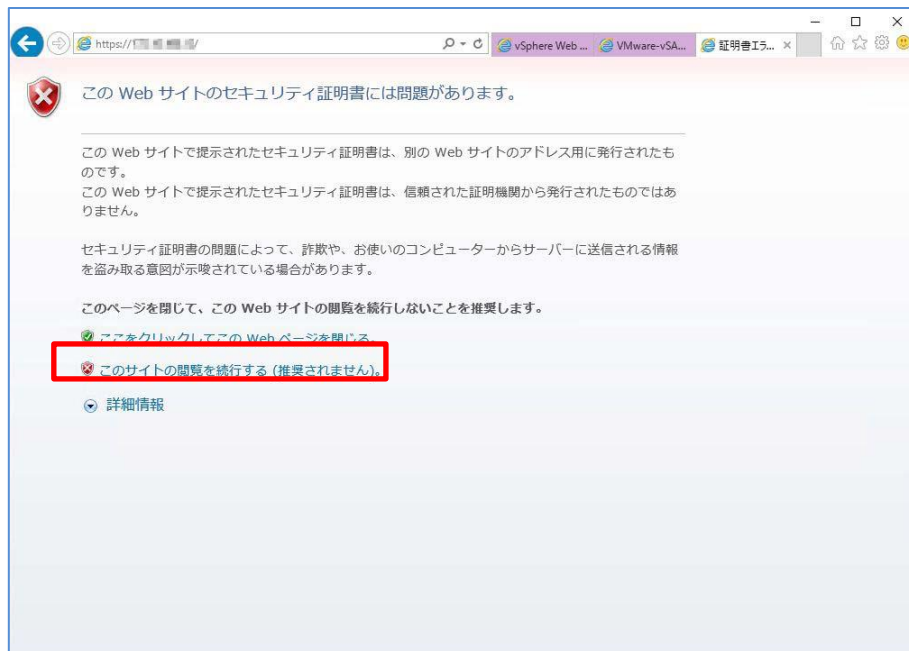 https://
vSphere Web ...
VMware-vSA...
証明書エラ...
この Web サイトのセキュリティ証明書には問題があります。
この Web サイトで提示されたセキュリティ証明書は、別の Web サイトのアドレス用に発行されたも
のです。
この Web サイトで提示されたセキュリティ証明書は、信頼された証明機関から発行されたものではあ
りません。
セキュリティ証明書の問題によって、詐欺や、お使いのコンピューターからサーバーに送信される情報
を盗み取る意図が示唆されている場合があります。
このページを閉じて、この Web サイトの閲覧を続行しないことを推奨します。
ここをクリックしてこの Web ページを閉じる。
このサイトの閲覧を続行する (推奨されません)。
詳細情報